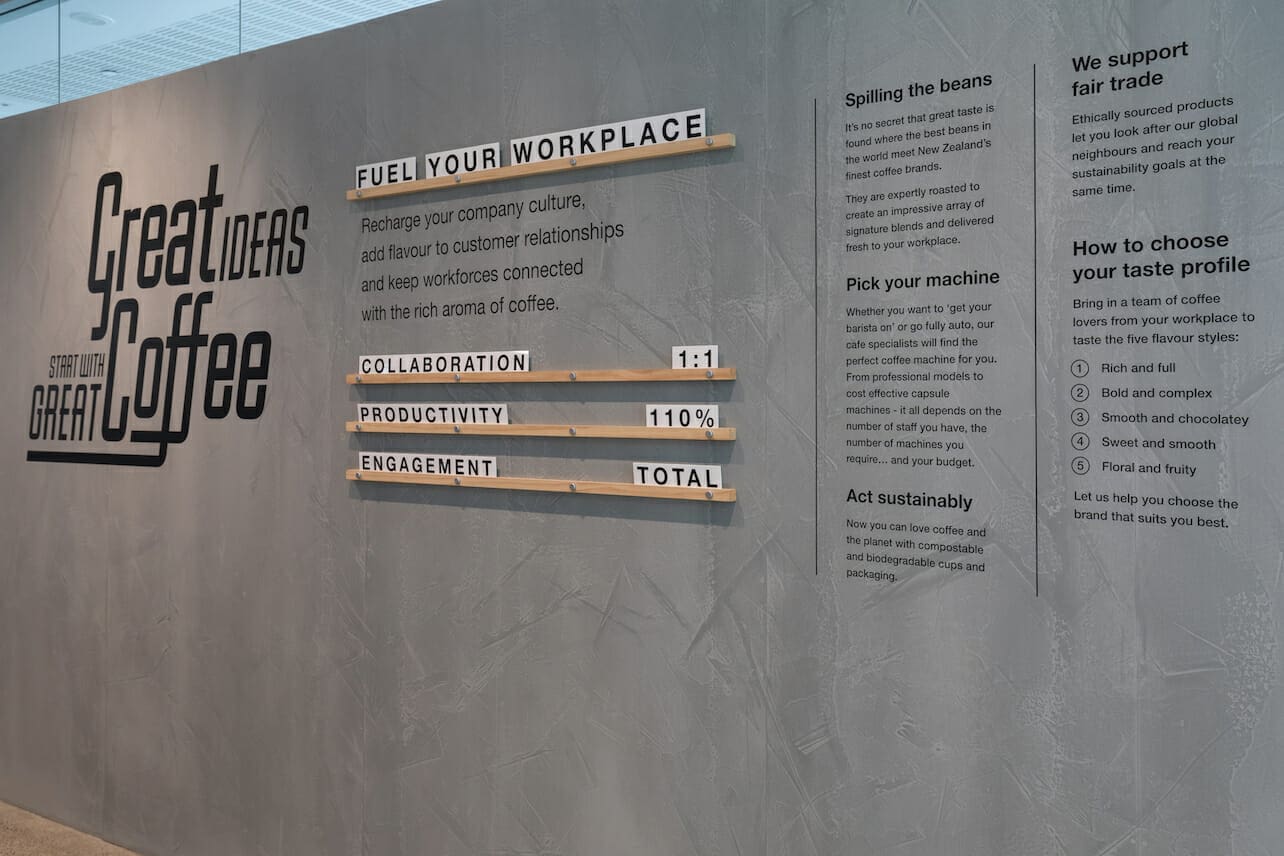 Great IDEAS
START WITH
GREAT Coffee
FUEL YOUR WORKPLACE
Recharge your company culture,
add flavour to customer relationships
and keep workforces connected
with the rich aroma of coffee.
COLLABORATION 1:1
PRODUCTIVITY 110%
ENGAGEMENT TOTAL
Spilling the beans
It's no secret that great taste is
found where the best beans in
the world meet New Zealand's
finest coffee brands.
They are expertly roasted to
create an impressive array of
signature blends and delivered
fresh to your workplace.
Pick your machine
Whether you want to 'get your
barista on' or go fully auto, our
cafe specialists will find the
perfect coffee machine for you.
From professional models to
cost effective capsule
machines - it all depends on the
number of staff you have, the
number of machines you
require... and your budget.
Act sustainably
Now you can love coffee and
the planet with compostable
and biodegradable cups and
packaging.
We support
fair trade
Ethically sourced products
let you look after our global
neighbours and reach your
sustainability goals at the
same time.
How to choose
your taste profile
Bring in a team of coffee
lovers from your workplace to
taste the five flavour styles:
1 Rich and full
2 Bold and complex
3 Smooth and chocolatey
4 Sweet and smooth
5 Floral and fruity
Let us help you choose the
brand that suits you best.